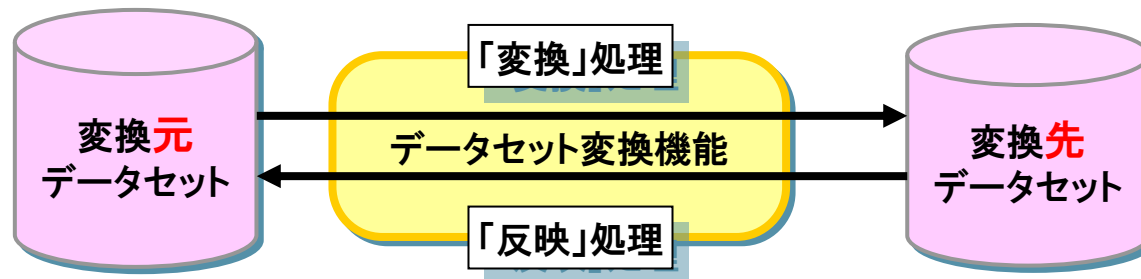 「変換」処理
変換元
データセット
データセット変換機能
変換先
データセット
「反映」処理